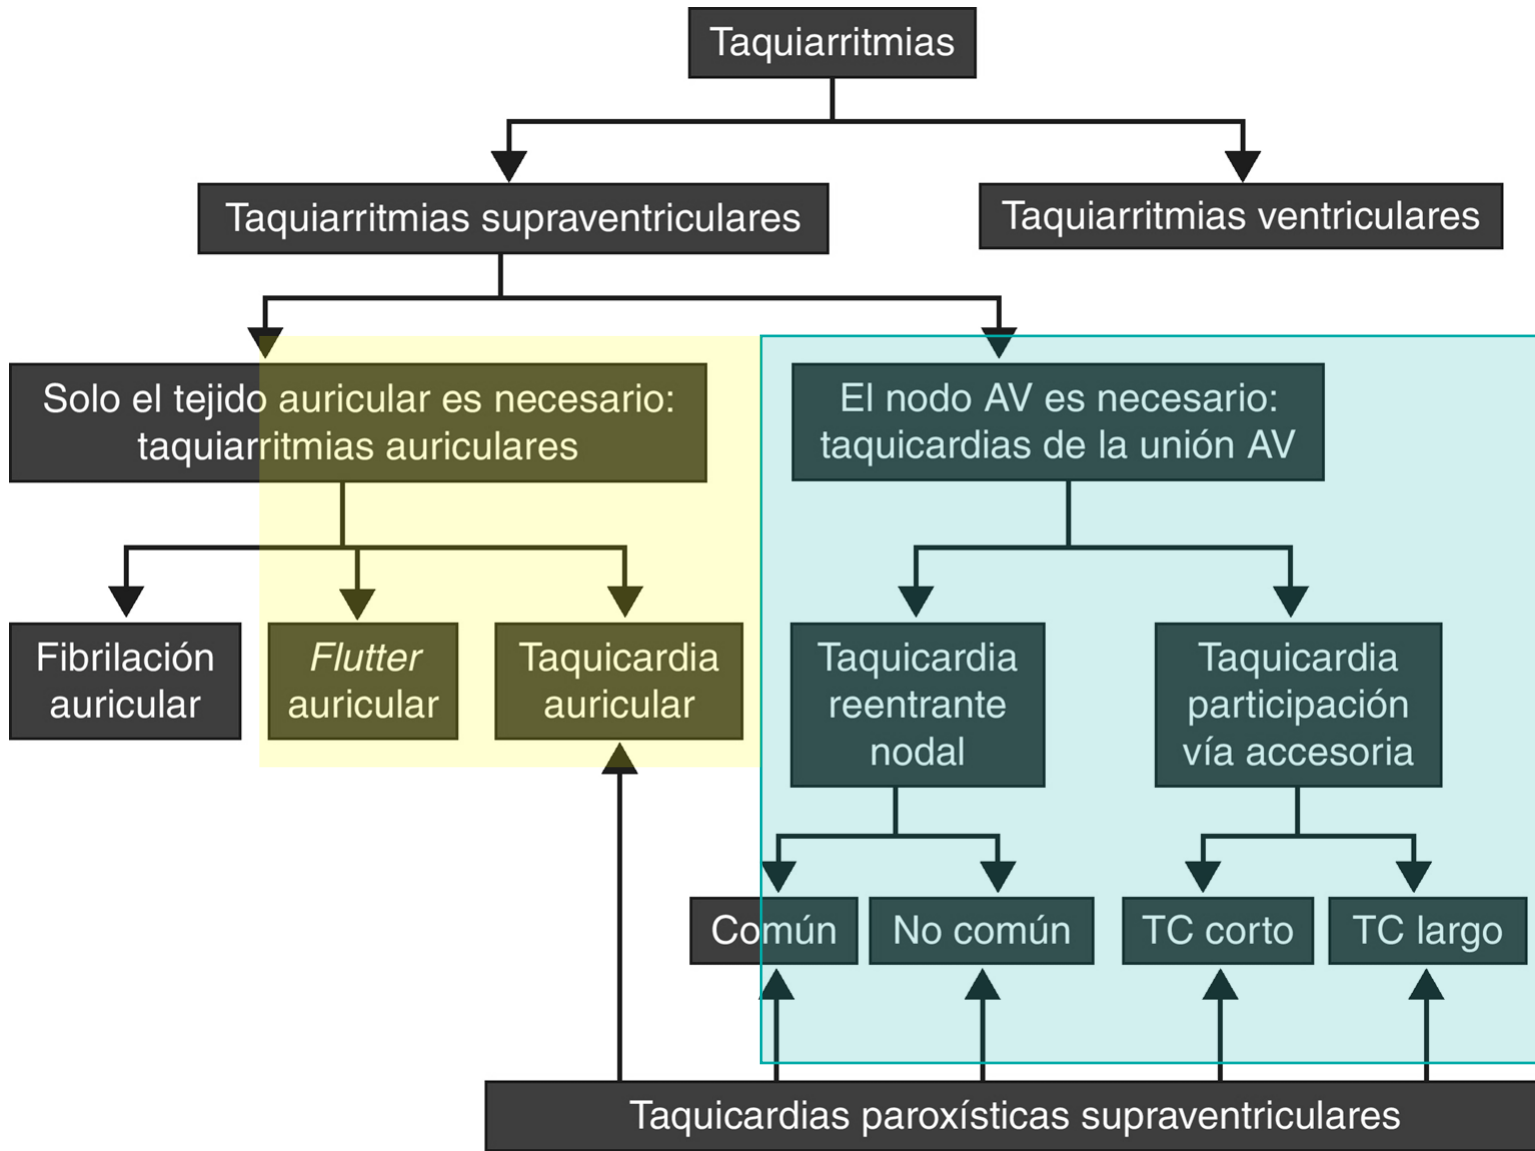 Taquiarritmias
Taquiarritmias supraventriculares
Taquiarritmias ventriculares
Solo el tejido auricular es necesario:
taquiarritmias auriculares
El nodo AV es necesario:
taquicardias de la unión AV
Fibrilación
auricular
Flutter
auricular
Taquicardia
auricular
Taquicardia
reentrante
nodal
Taquicardia
participación
vía accesoria
Común
No común
TC corto
TC largo
Taquicardias paroxísticas supraventriculares